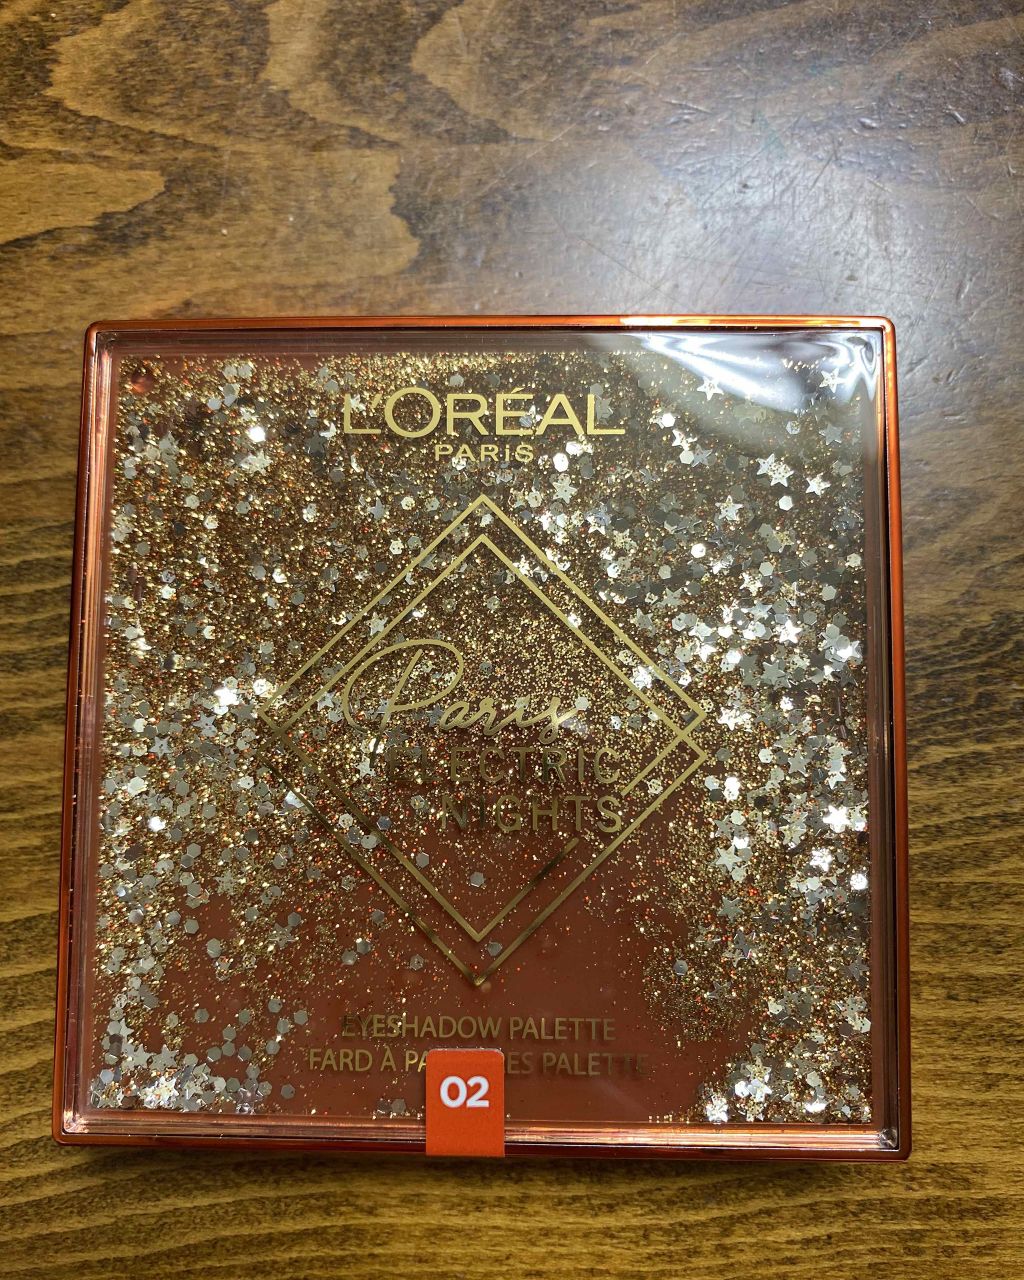 L'ORÉAL
PARIS
Paris
ELECTRIC
NIGHTS
EYESHADOW PALETTE
FARD À PALETTE
02